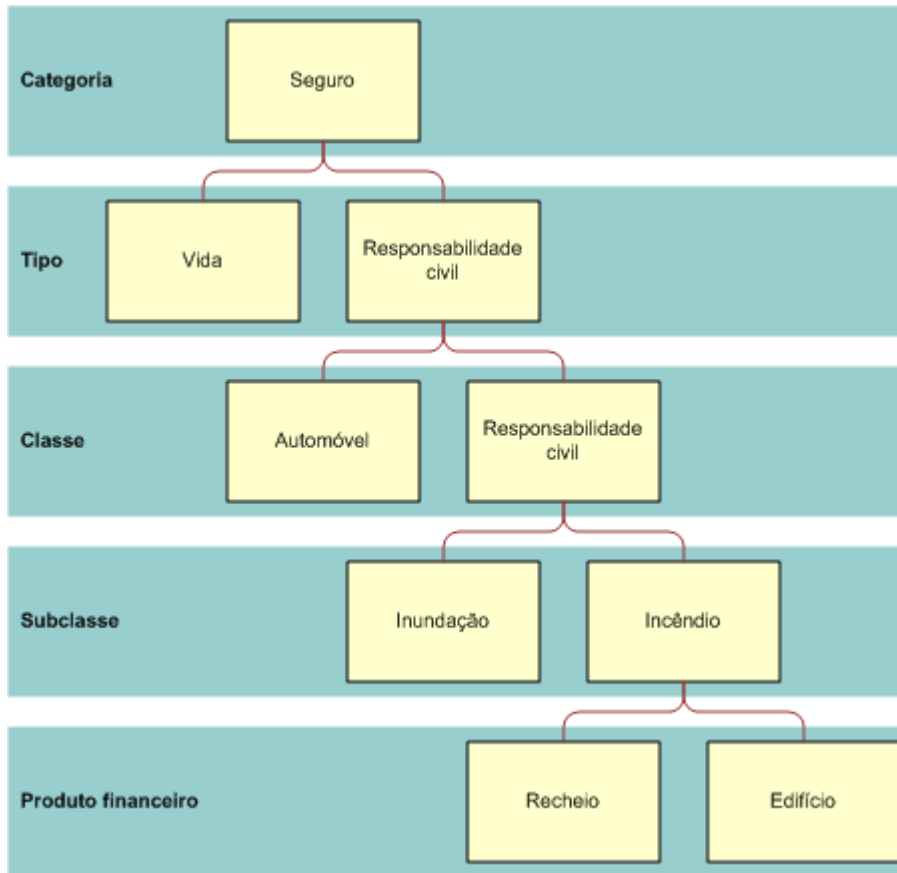 Categoria
Seguro
Tipo
Vida
Responsabilidade
civil
Classe
Automóvel
Responsabilidade
civil
Subclasse
Inundação
Incêndio
Produto financeiro
Recheio
Edifício